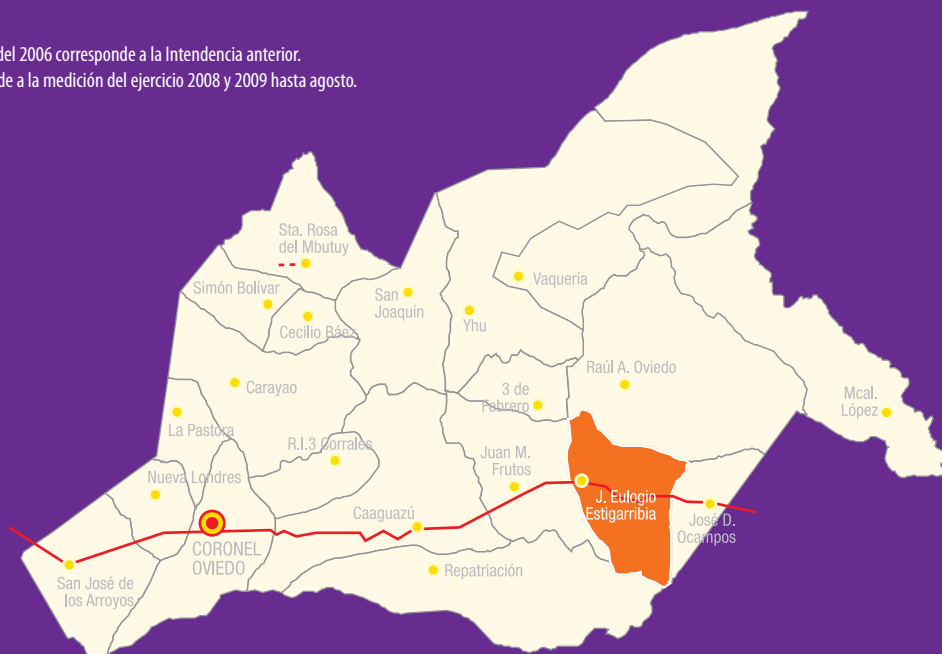 del 2006 corresponde a la Intendencia anterior.
de a la medición del ejercicio 2008 y 2009 hasta agosto.
Sta. Rosa
del Mbutuy
Simón Bolívar
Cecilio Báez
San
Joaquín
Yhu
Vaquería
Carayao
La Pastora
R.I.3 Corrales
3 de
Febrero
Raúl A. Oviedo
Mcal.
López
Nueva Londres
Juan M.
Frutos
J. Eulogio
Estigarribia
José D.
Ocampos
Caaguazú
CORONEL
OVIEDO
Repatriación
San José de
los Arroyos